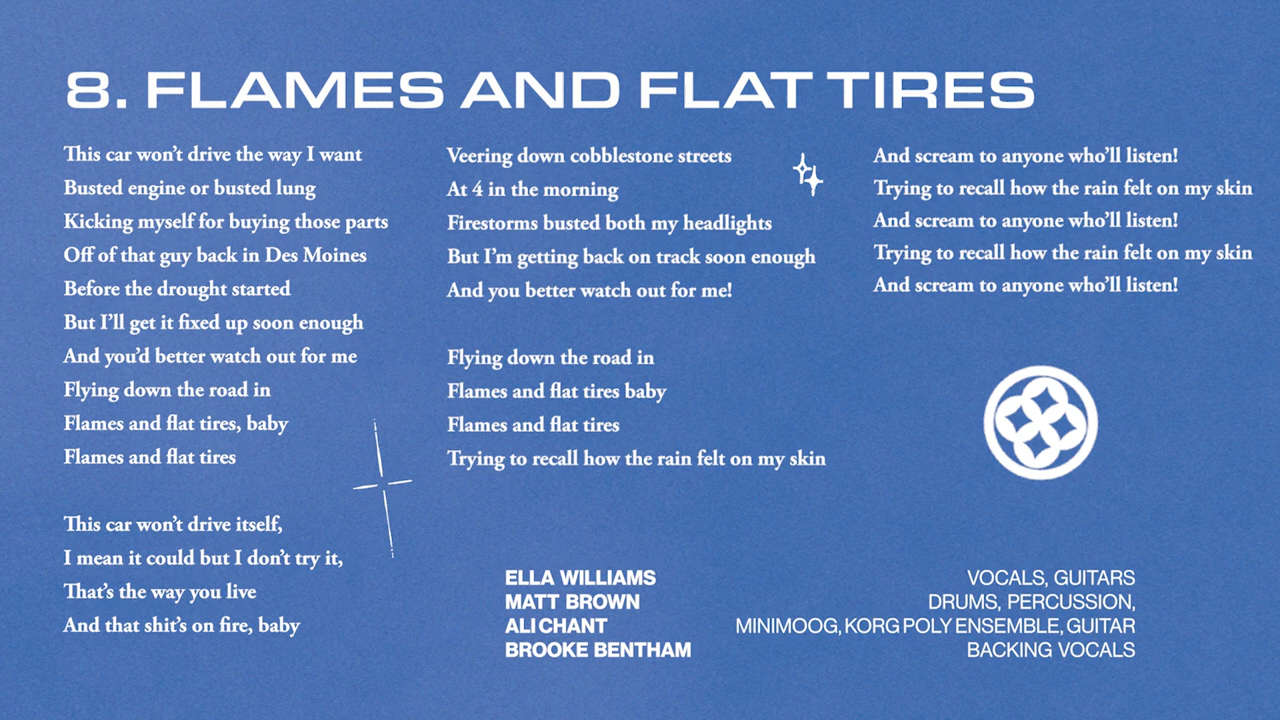 8. FLAMES AND FLAT TIRES
This car won't drive the way I want
Busted engine or busted lung
Kicking myself for buying those parts
Off of that guy back in Des Moines
Before the drought started
But I'll get it fixed up soon enough
And you'd better watch out for me
Flying down the road in
Flames and flat tires, baby
Flames and flat tires

This car won't drive itself,
I mean it could but I don't try it,
That's the way you live
And that shit's on fire, baby

Veering down cobblestone streets
At 4 in the morning
Firestorms busted both my headlights
But I'm getting back on track soon enough
And you better watch out for me!

Flying down the road in
Flames and flat tires baby
Flames and flat tires
Trying to recall how the rain felt on my skin

And scream to anyone who'll listen!
Trying to recall how the rain felt on my skin
And scream to anyone who'll listen!
Trying to recall how the rain felt on my skin
And scream to anyone who'll listen!

ELLA WILLIAMS VOCALS, GUITARS
MATT BROWN DRUMS, PERCUSSION,
ALI CHANT MINIMOOG, KORG POLY ENSEMBLE, GUITAR
BROOKE BENTHAM BACKING VOCALS